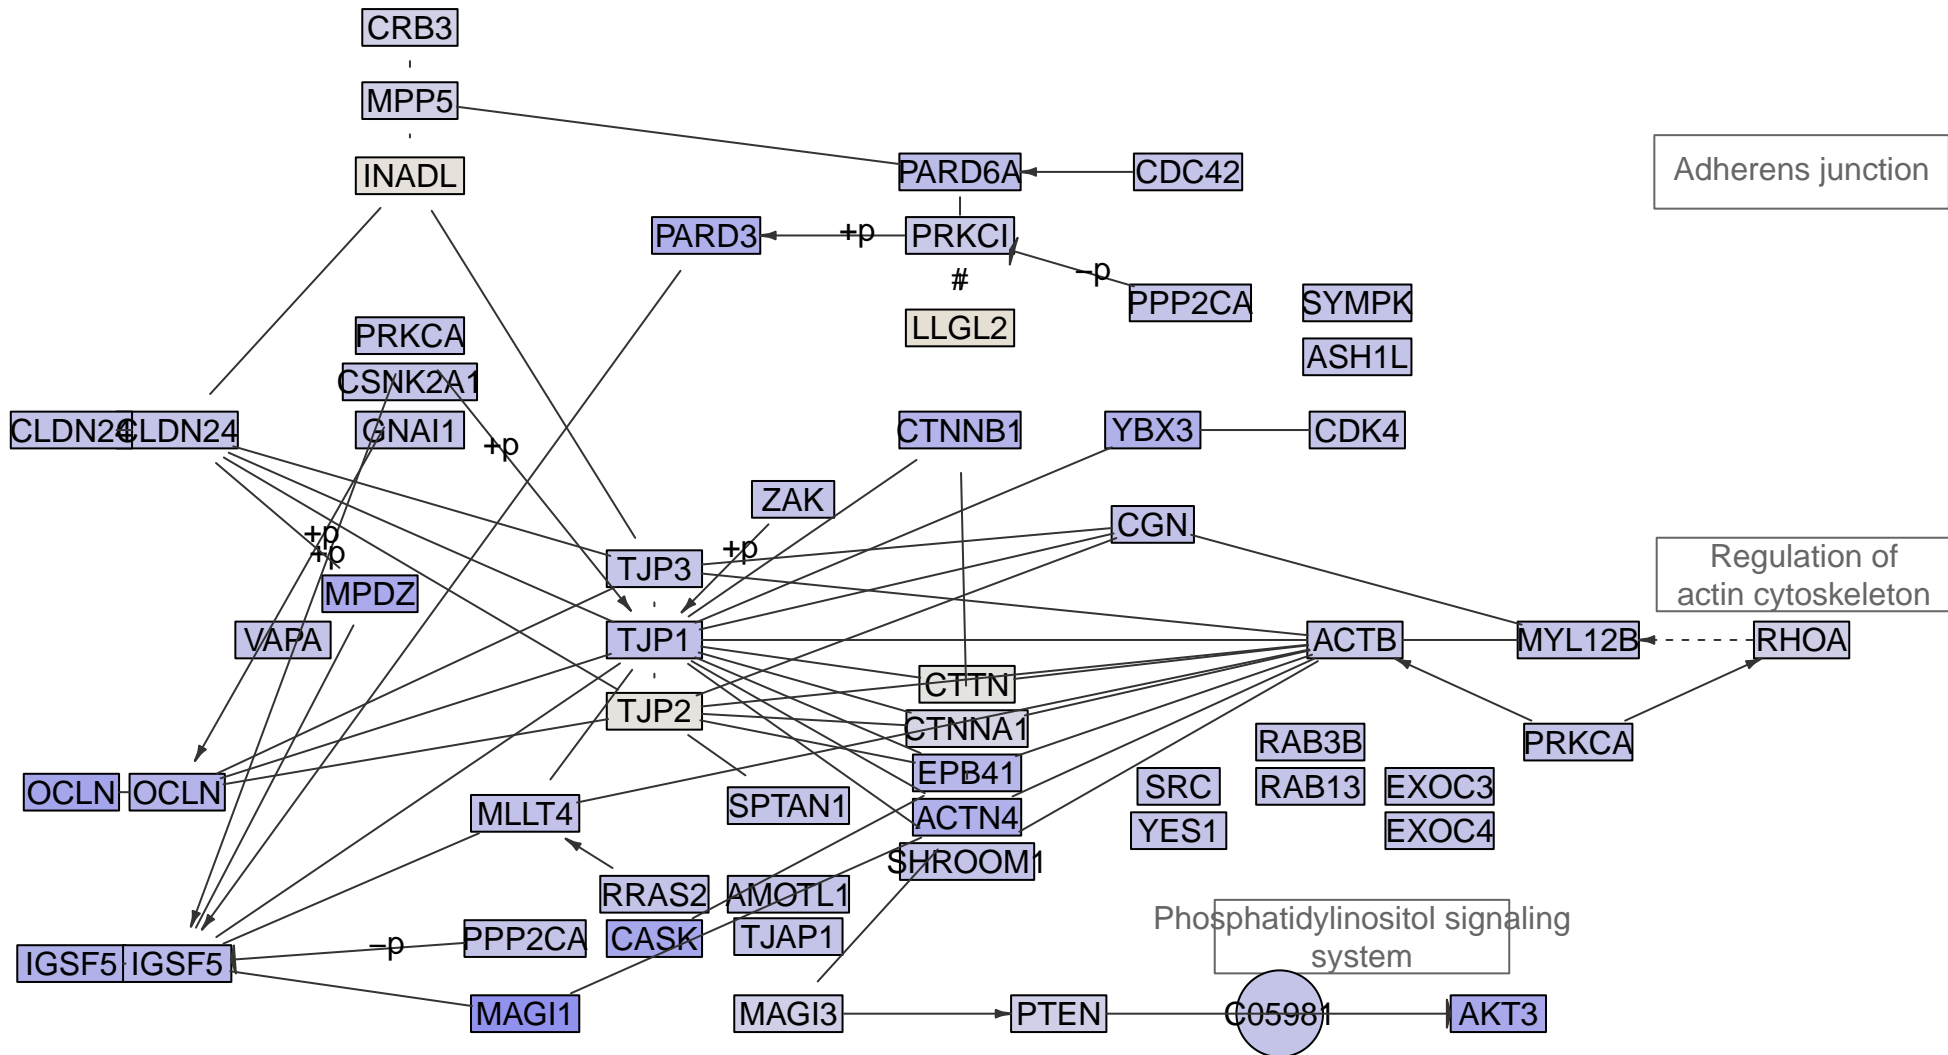 CRB3
MPP5
INADL
PARD6A
CDC42
Adherens junction
PARD3
+p
PRKCI
−p
#
PPP2CA
SYMPK
LLGL2
PRKCA
ASH1L
CSNK2A1
CLDN24
CLDN24
GNAI1
+p
CTNNB1
YBX3
CDK4
ZAK
CGN
+p
+p
+p
TJP3
Regulation of
actin cytoskeleton
MPDZ
VAPA
TJP1
ACTB
MYL12B
RHOA
CTTN
TJP2
CTNNA1
RAB3B
PRKCA
EPB41
OCLN
OCLN
SRC
RAB13
EXOC3
MLLT4
SPTAN1
ACTN4
YES1
EXOC4
SHROOM1
RRAS2
AMOTL1
PPP2CA
CASK
TJAP1
−p
Phosphatidylinositol signaling
system
IGSF5
IGSF5
MAGI1
MAGI3
PTEN
C05981
AKT3